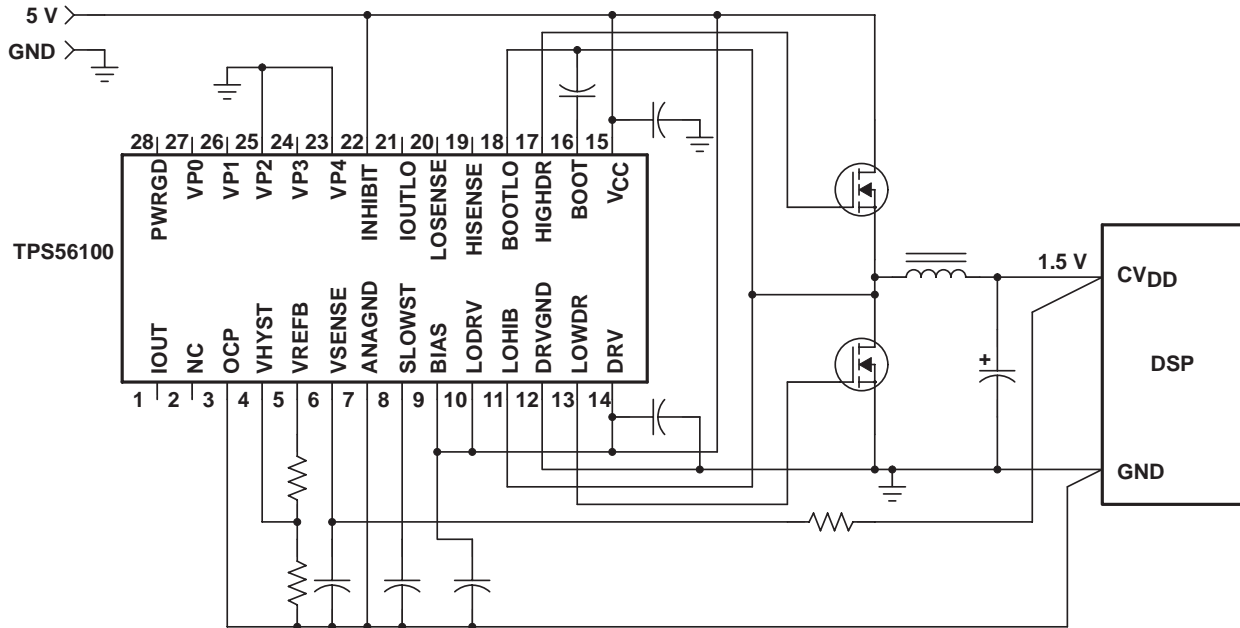 5 V
GND
28 27 26 25 24 23 22 21 20 19 18 17 16 15
PWRGD
VP0
VP1
VP2
VP3
VP4
INHIBIT
IOUTLO
LOSENSE
HISENSE
BOOTLO
HIGHDR
BOOT
VCC
TPS56100
IOUT
NC
OCP
VHYST
VREFB
VSENSE
ANAGND
SLOWST
BIAS
LODRV
LOHIB
DRVGND
LOWDR
DRV
1 2 3 4 5 6 7 8 9 10 11 12 13 14
1.5 V
CVDD
+
DSP
GND